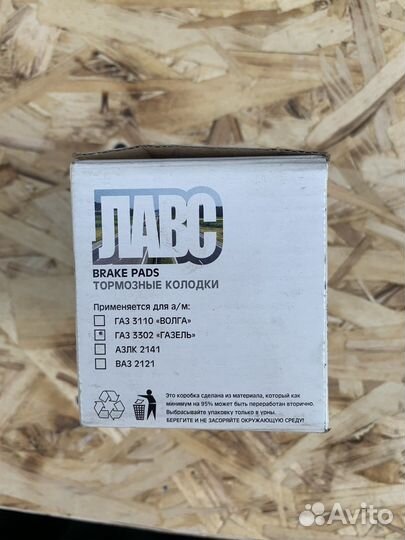 ЛАВС
BRAKE PADS
ТОРМОЗНЫЕ КОЛОДКИ
Применяется для а/м:
ГАЗ 3110 «ВОЛГА»
ГАЗ 3302 «ГАЗЕЛЬ»
АЗЛК 2141
ВАЗ 2121
Это коробка сделана из материала, который как
минимум на 95% может быть переработан вторично.
Выбрасывайте упаковку только в урны.
БЕРЕГИТЕ И НЕ ЗАСОРЯЙТЕ ОКРУЖАЮЩУЮ СРЕДУ!
Avito